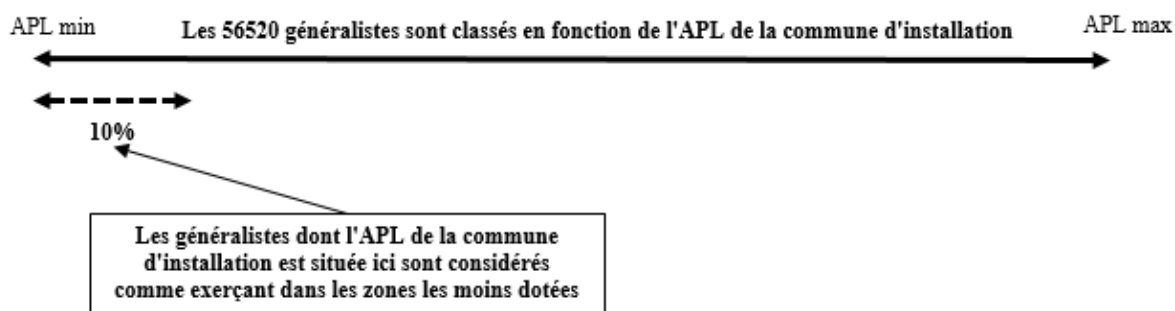 APL min
Les 56520 généralistes sont classés en fonction de l'APL de la commune d'installation
APL max
10%
Les généralistes dont l'APL de la commune
d'installation est située ici sont considérés
comme exerçant dans les zones les moins dotées